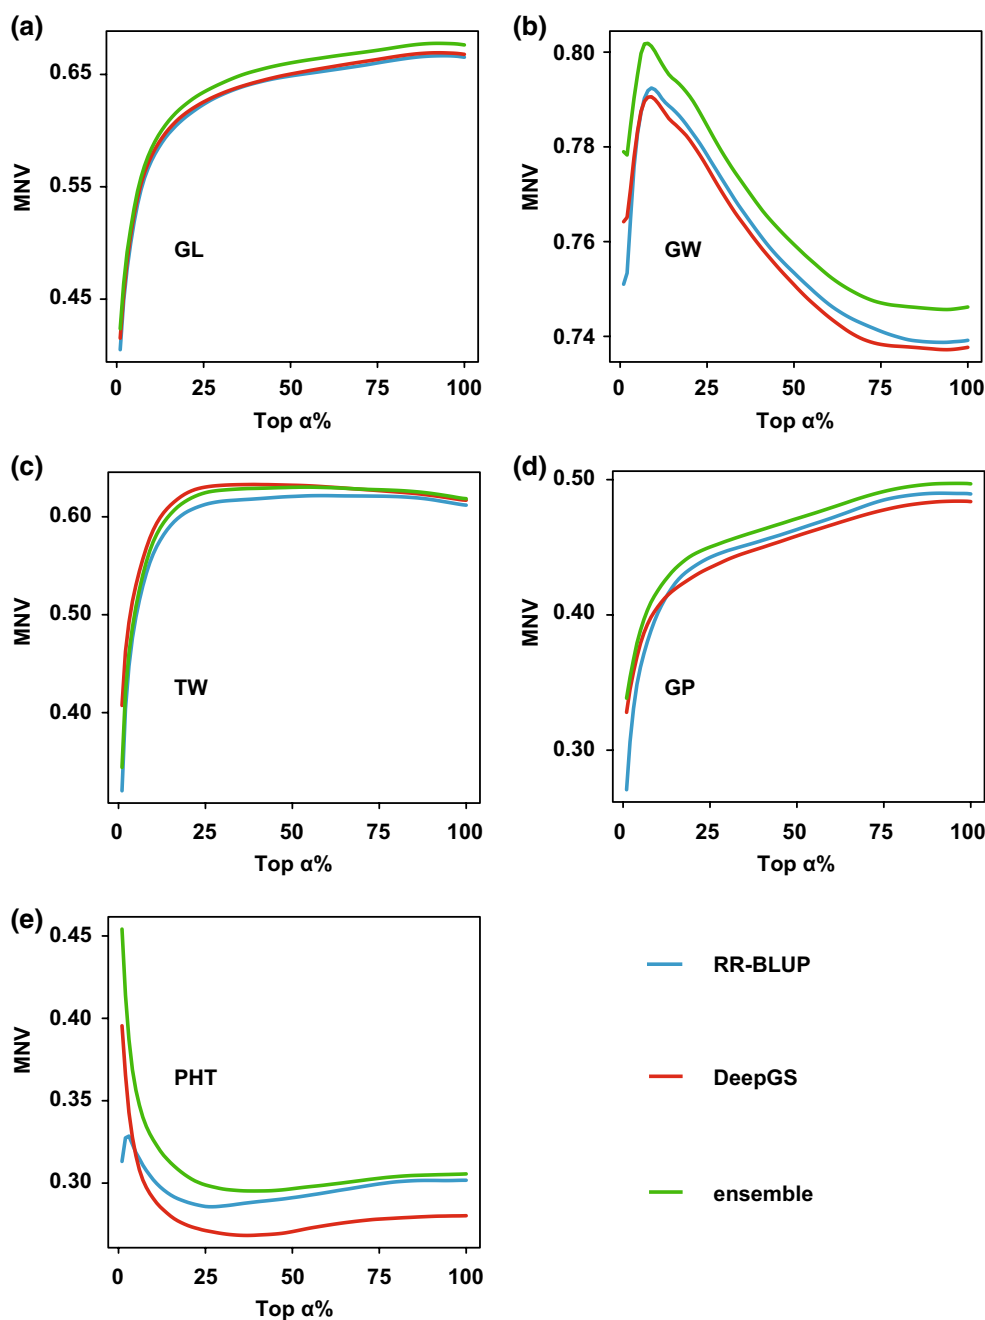 (a)
MNV
0.65
0.55
0.45
GL
0 25 50 75 100
Top α%
(b)
MNV
0.80
0.78
0.76
0.74
GW
0 25 50 75 100
Top α%
(c)
MNV
0.60
0.50
0.40
TW
0 25 50 75 100
Top α%
(d)
MNV
0.50
0.40
0.30
GP
0 25 50 75 100
Top α%
(e)
MNV
0.45
0.40
0.35
0.30
PHT
0 25 50 75 100
Top α%
RR-BLUP
DeepGS
ensemble